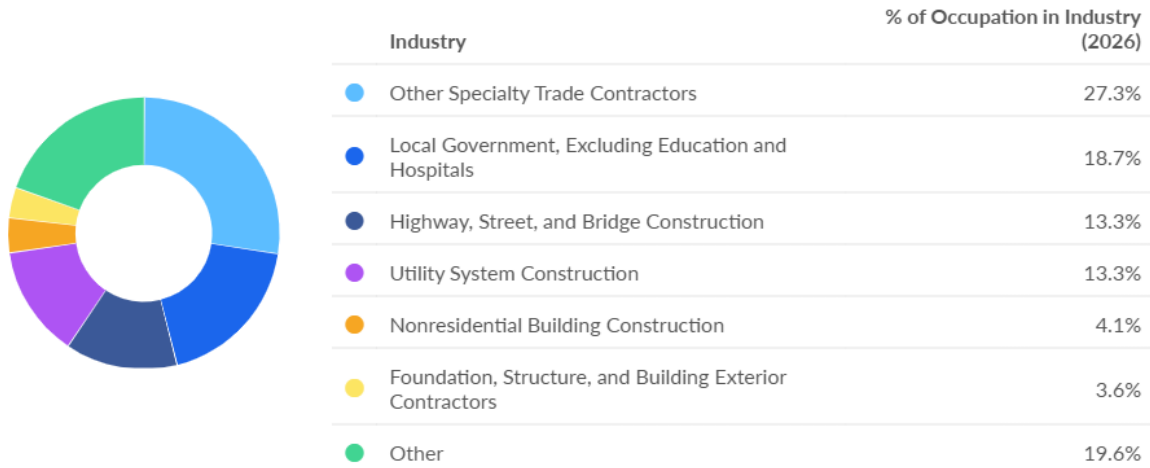 % of Occupation in Industry
Industry (2026)
Other Specialty Trade Contractors 27.3%
Local Government, Excluding Education and
Hospitals 18.7%
Highway, Street, and Bridge Construction 13.3%
Utility System Construction 13.3%
Nonresidential Building Construction 4.1%
Foundation, Structure, and Building Exterior
Contractors 3.6%
Other 19.6%